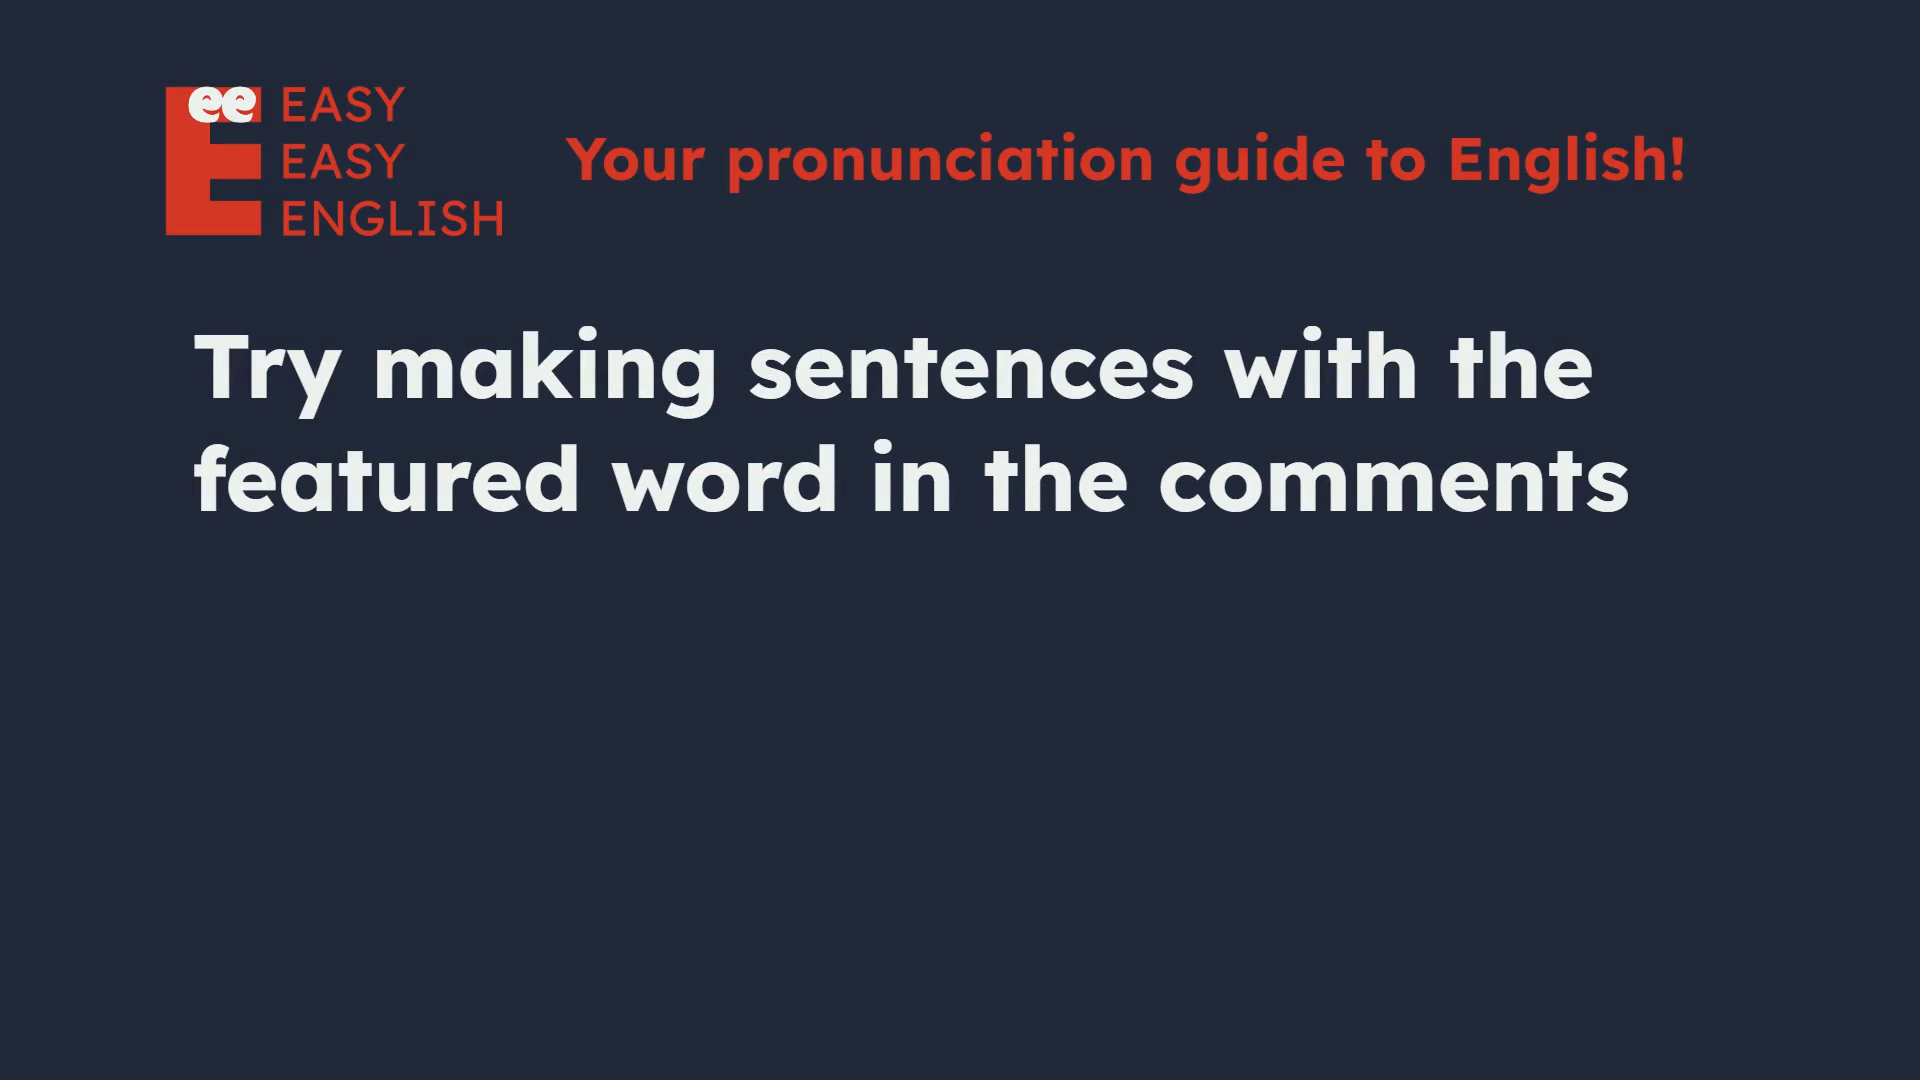 ee
EASY
EASY
ENGLISH
Your pronunciation guide to English!
Try making sentences with the
featured word in the comments